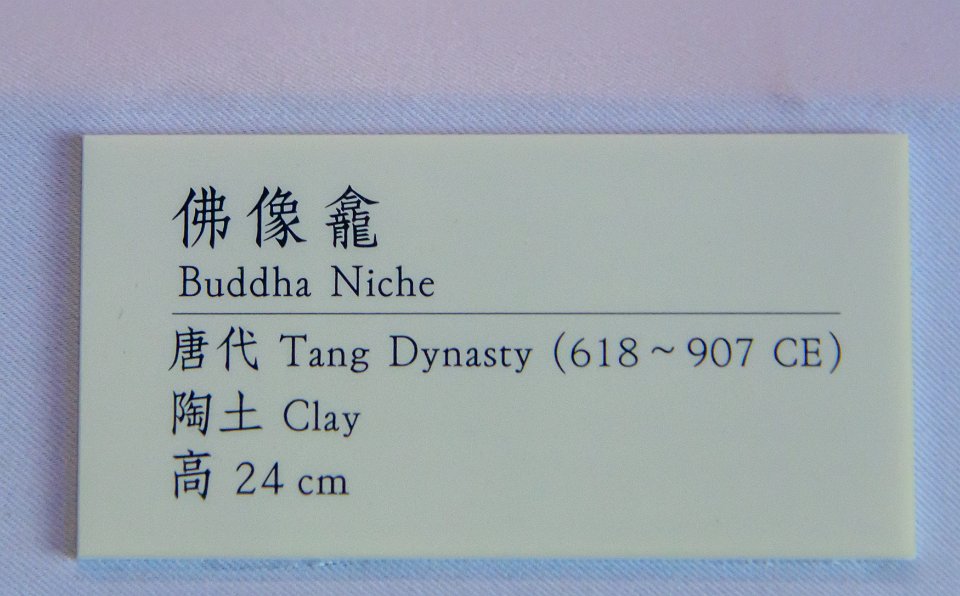 佛像龕
Buddha Niche
唐代 Tang Dynasty (618~907 CE)
陶土 Clay
高 24 cm